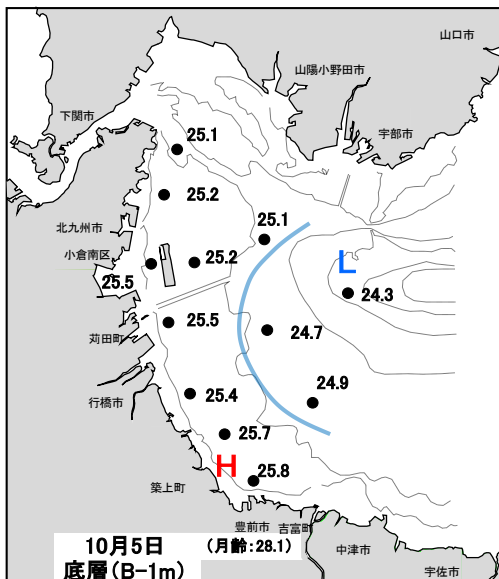 山口市
山陽小野田市
下関市
宇部市
25.1
25.2
北九州市
25.1
小倉南区
25.2
L
25.5
24.3
25.5
24.7
苅田町
24.9
行橋市
25.4
25.7
H
25.8
築上町
豊前市
吉富町
10月5日
(月齢:28.1)
中津市
底層(B-1m)
宇佐市